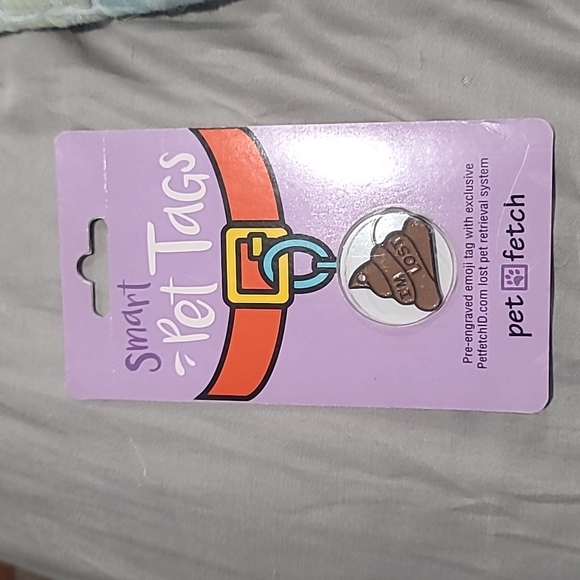 smart
Pet Tags
I'M
LOST
Pre-engraved emoji tag with exclusive
PetfetchID.com lost pet retrieval system
pet fetch